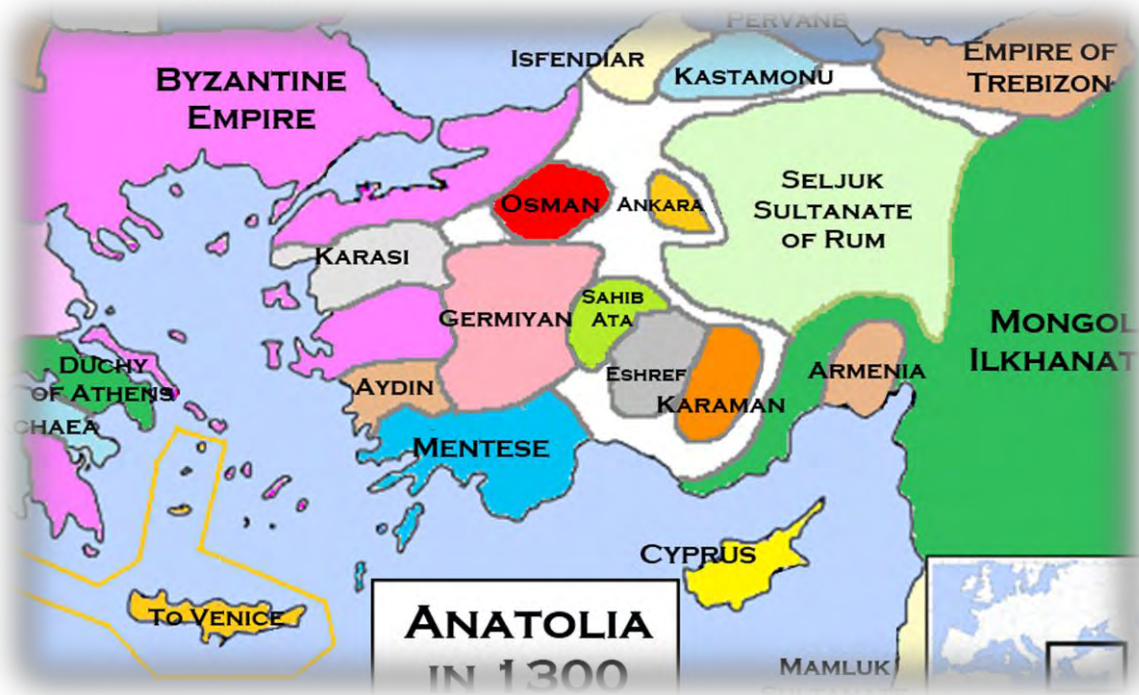 PERVANE
ISFENDIAR
KASTAMONU
EMPIRE OF
TREBIZON
BYZANTINE
EMPIRE
SELJUK
SULTANATE
OF RUM
OSMAN
ANKARA
KARASI
SAHIB
ATA
GERMIYAN
MONGOL
ILKHANAT
DUCHY
OF ATHENS
CHAEA
AYDIN
ESHREF
KARAMAN
ARMENIA
MENTESE
CYPRUS
TO VENICE
ANATOLIA
IN 1300
MAMLUK
SULTANATE